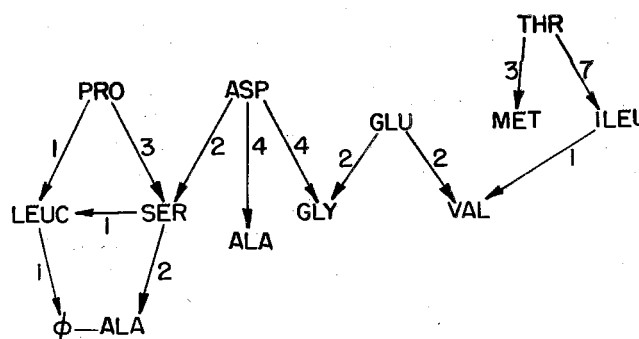 THR
3 7
PRO ASP GLU MET ILEU
1 3 2 4 4 2 2 1
LEUC SER GLY VAL
1 ALA
1 2
ϕ—ALA